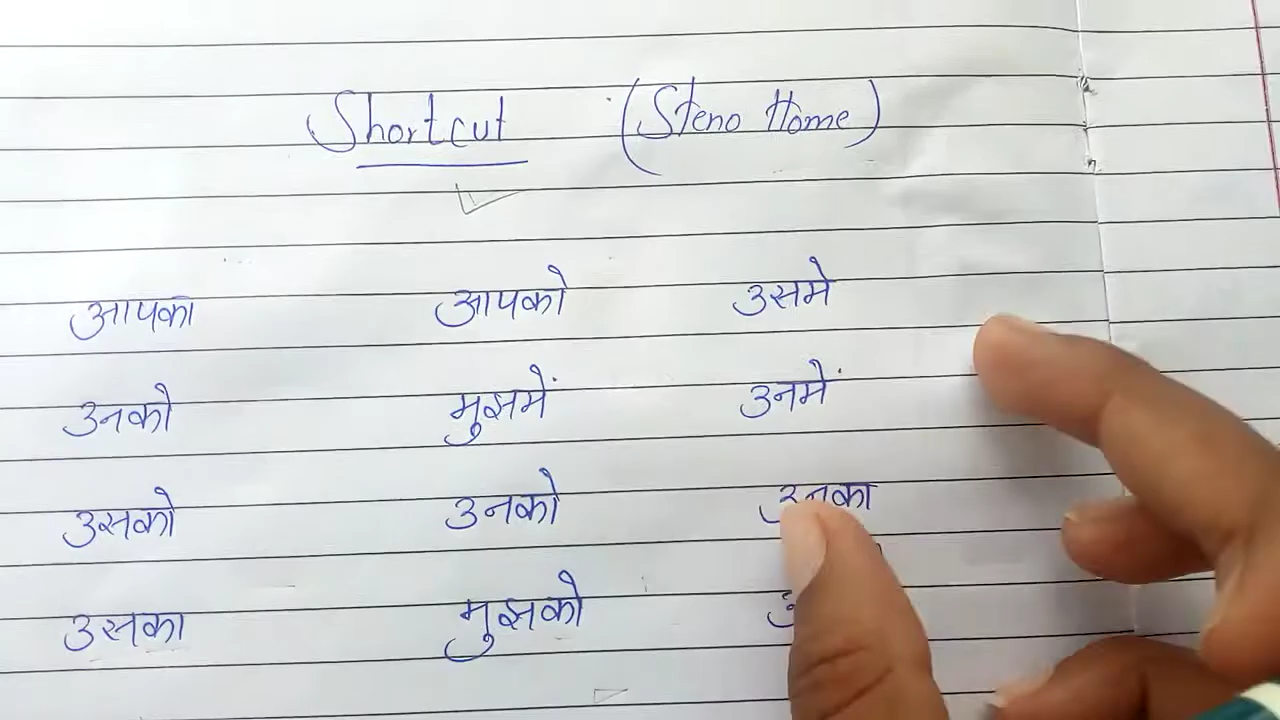 Shortcut (Steno Home)
आपका आपको उसमे
उनको मुझमें उनमें
उसको उनको उनका
उसका मुझको